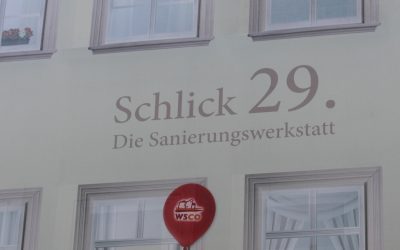 Schlick 29.
Die Sanierungswerkstatt
WSCO